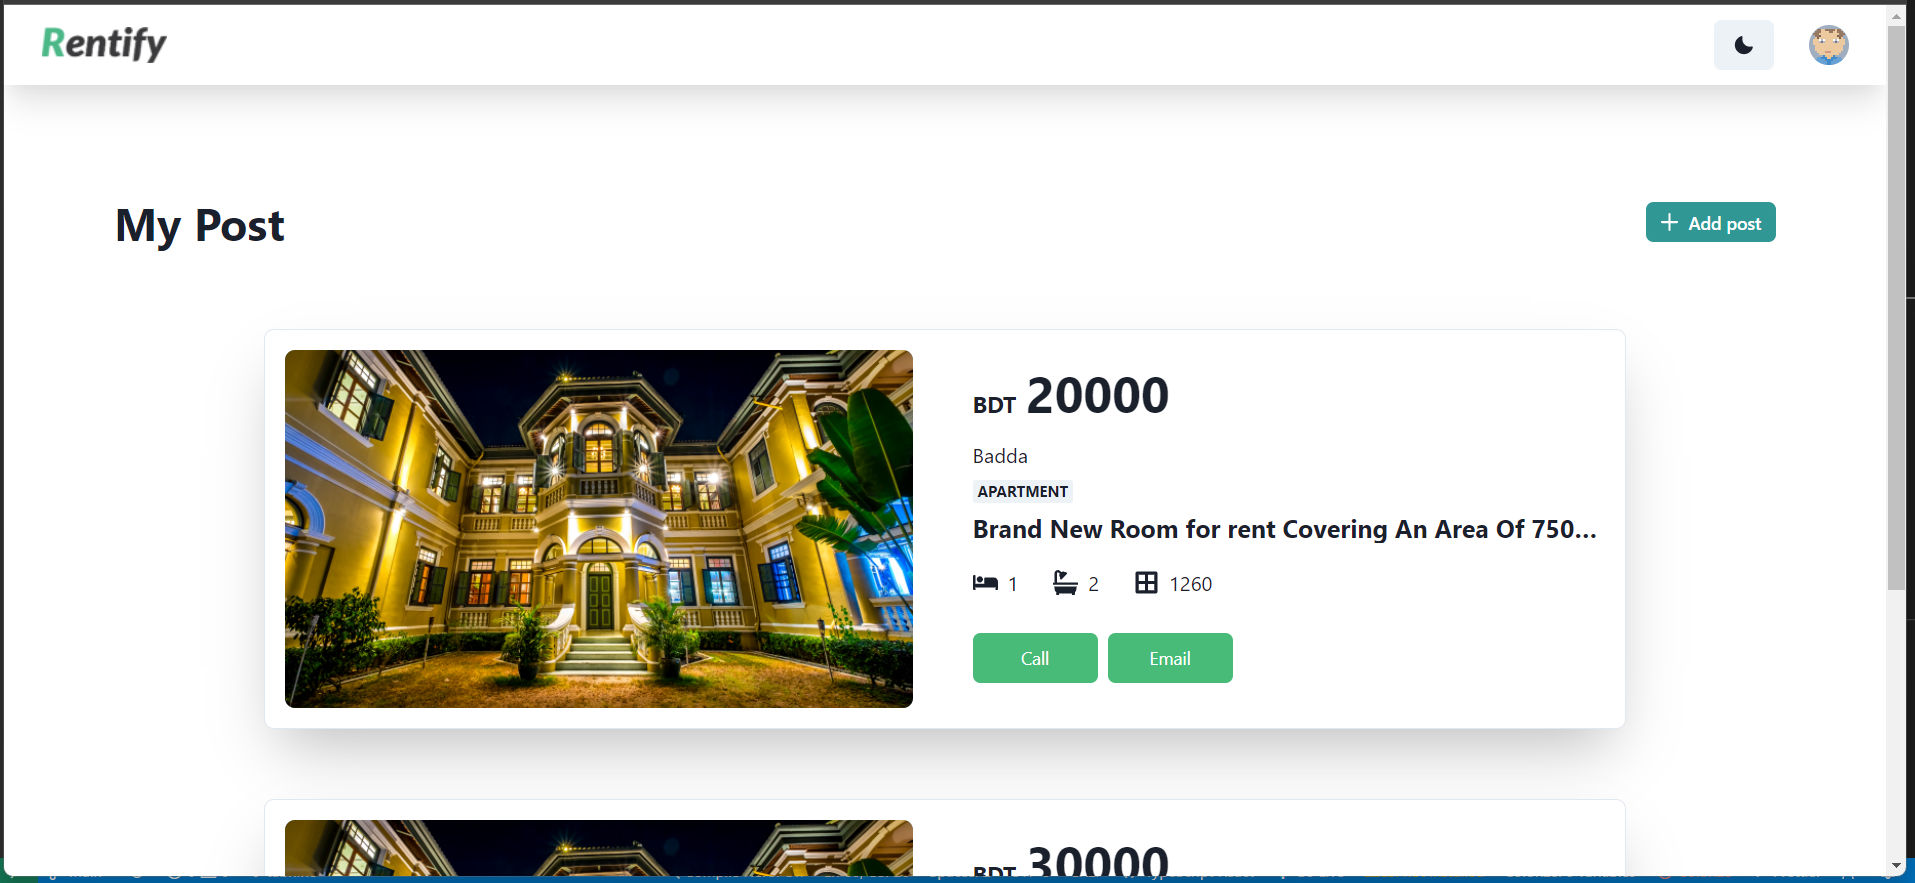 Rentify
My Post
Add post
BDT 20000
Badda
APARTMENT
Brand New Room for rent Covering An Area Of 750...
1 2 1260
Call Email
BDT 30000